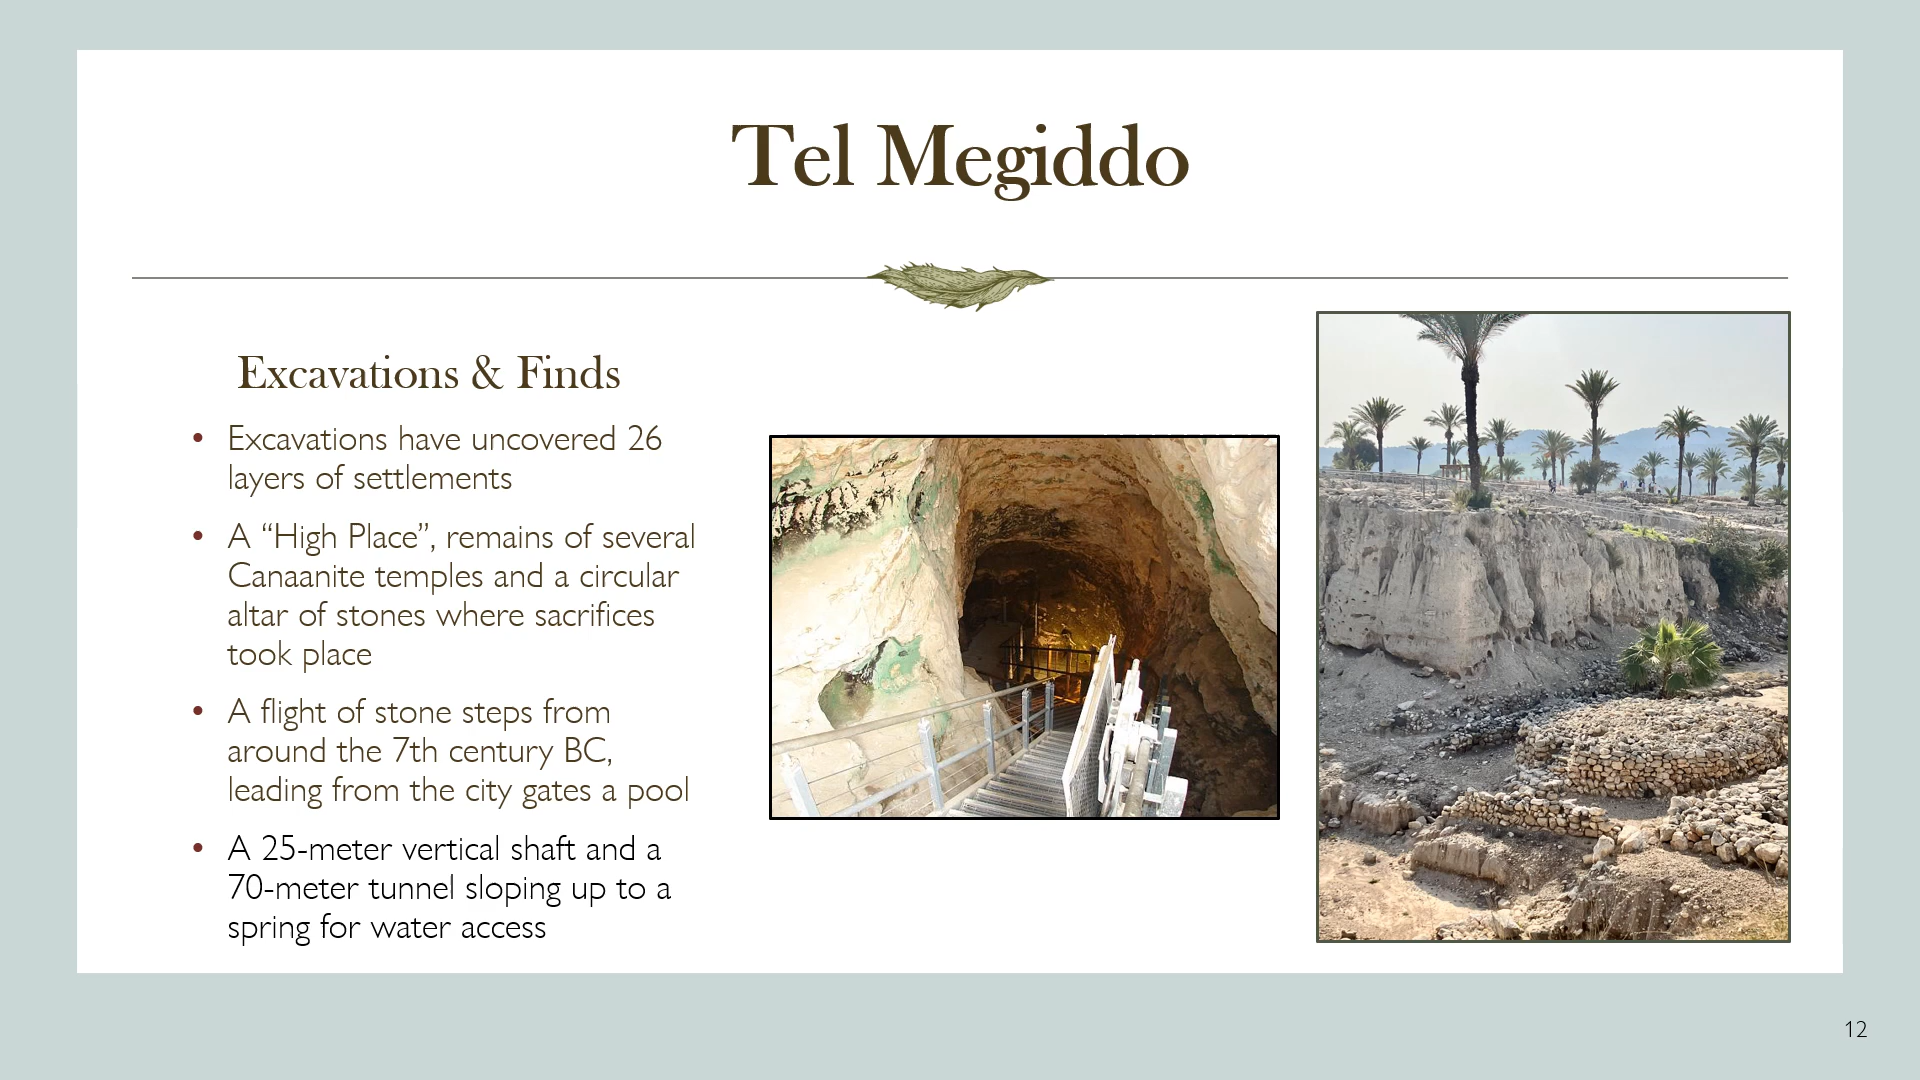 Tel Megiddo
Excavations & Finds
• Excavations have uncovered 26
layers of settlements
• A “High Place”, remains of several
Canaanite temples and a circular
altar of stones where sacrifices
took place
• A flight of stone steps from
around the 7th century BC,
leading from the city gates a pool
• A 25-meter vertical shaft and a
70-meter tunnel sloping up to a
spring for water access
12